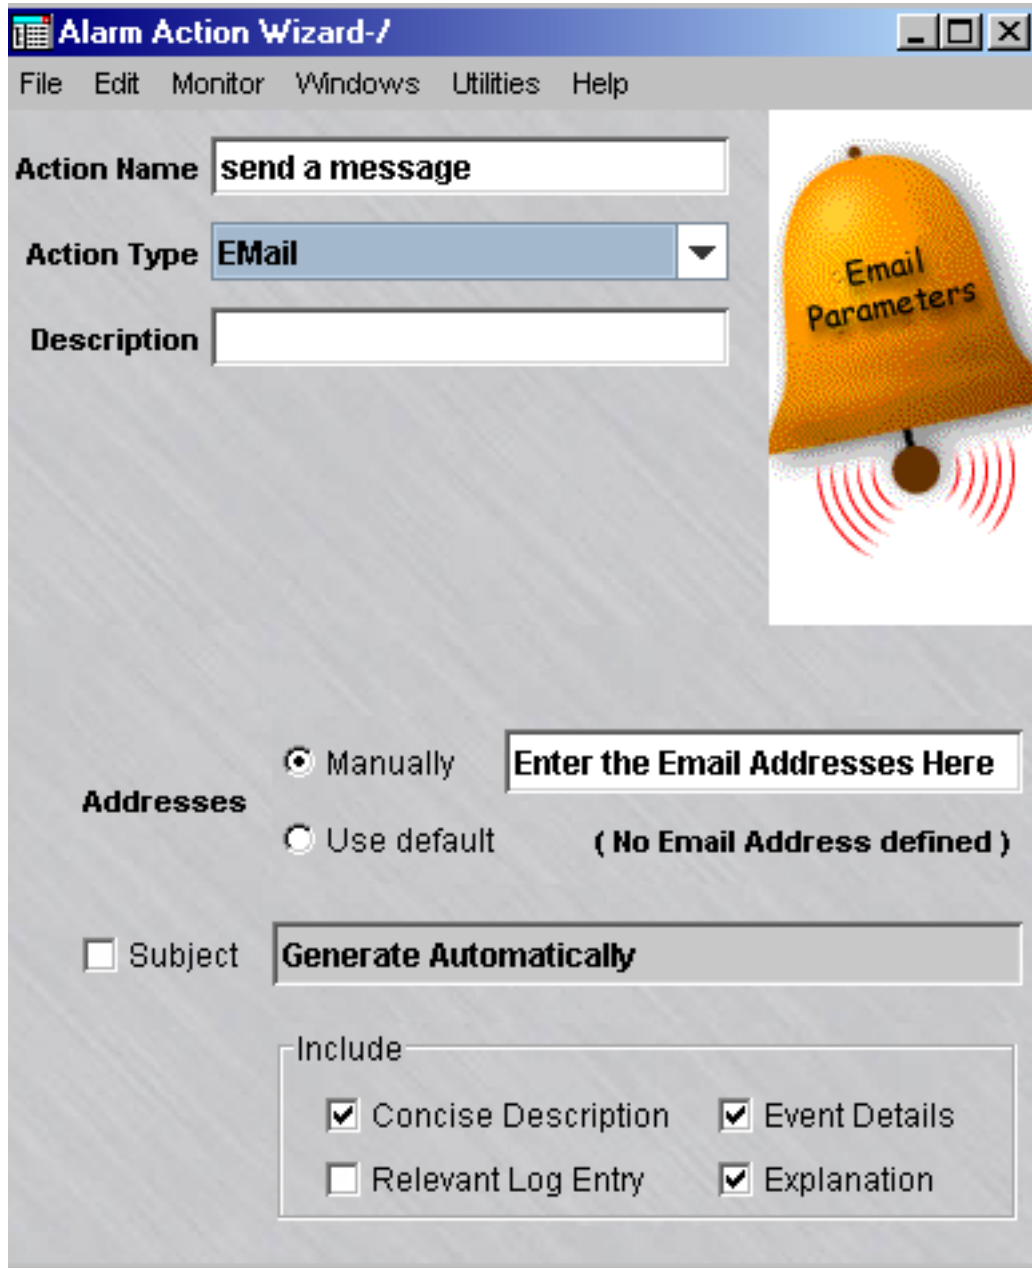 Alarm Action Wizard-/
File Edit Monitor Windows Utilities Help
Action Name send a message
Action Type EMail
Description
Email
Parameters
Manually Enter the Email Addresses Here
Addresses
Use default ( No Email Address defined )
Subject Generate Automatically
Include
Concise Description Event Details
Relevant Log Entry Explanation